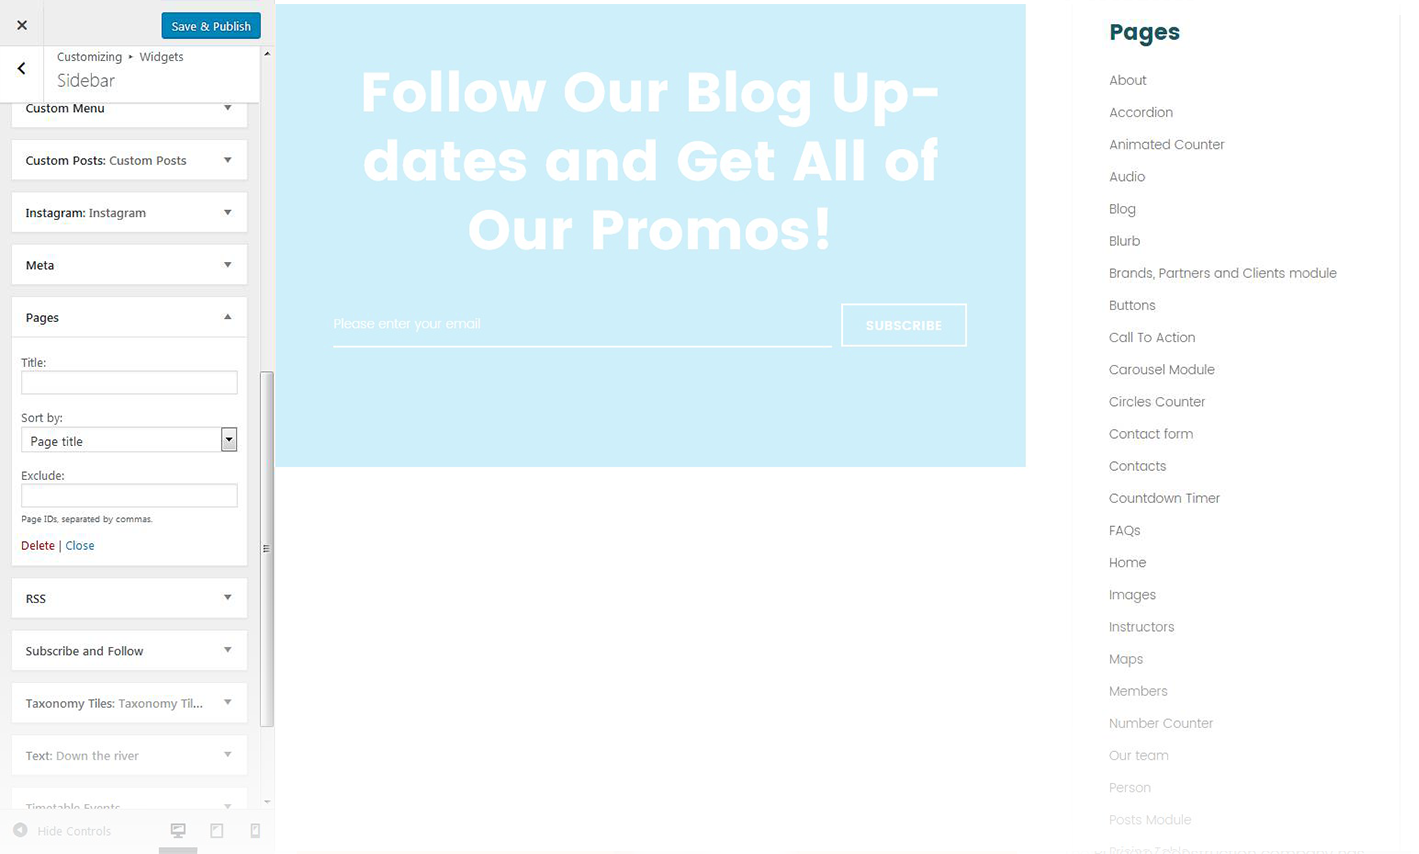 Save & Publish
Customizing ▸ Widgets
Sidebar
Custom Menu
Custom Posts: Custom Posts
Instagram: Instagram
Meta
Pages
Title:
Sort by:
Page title
Exclude:
Page IDs, separated by commas.
Delete | Close
RSS
Subscribe and Follow
Taxonomy Tiles: Taxonomy Til...
Text: Down the river
Timetable Events
Hide Controls
Follow Our Blog Up-
dates and Get All of
Our Promos!
Please enter your email
SUBSCRIBE
Pages
About
Accordion
Animated Counter
Audio
Blog
Blurb
Brands, Partners and Clients module
Buttons
Call To Action
Carousel Module
Circles Counter
Contact form
Contacts
Countdown Timer
FAQs
Home
Images
Instructors
Maps
Members
Number Counter
Our team
Person
Posts Module